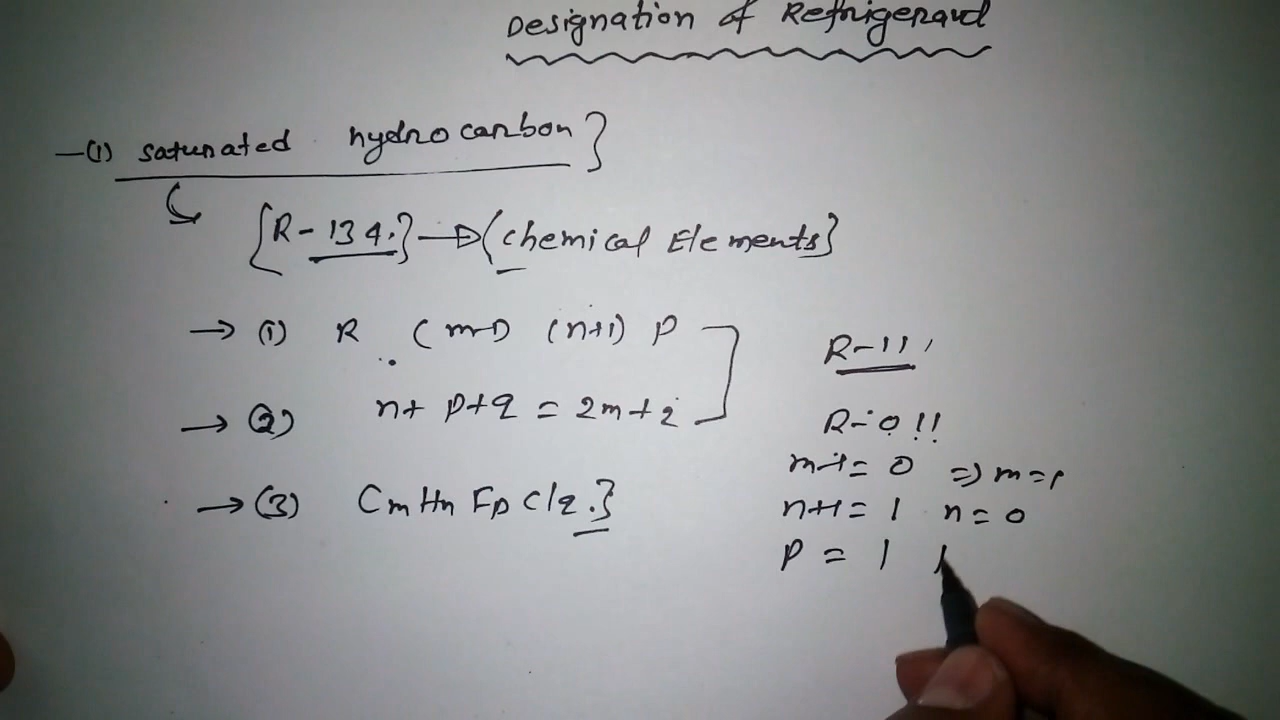 Designation of Refrigerant
—(1) saturated hydrocarbon}
{R-134.} → (chemical Elements}
→ (1) R (m-1) (n+1) P
→ (2) n + p + q = 2m + 2
→ (3) CmHn Fp Clq.}
R-11
R-011
m-1 = 0 ⇒ m = 1
n+1 = 1 n = 0
P = 1